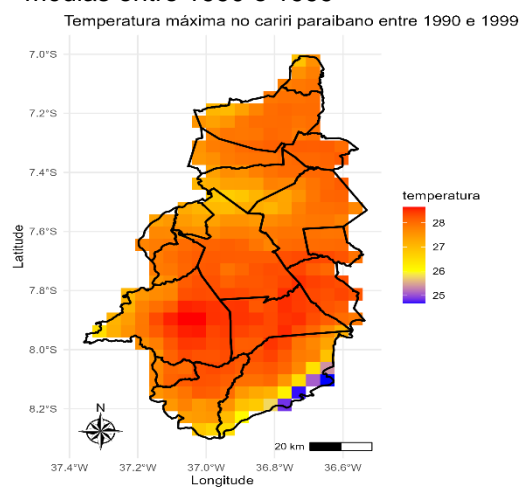 Temperatura máxima no cariri paraibano entre 1990 e 1999
7.0°S
7.2°S
7.4°S
7.6°S
7.8°S
8.0°S
8.2°S
Latitude
temperatura
28
27
26
25
N
20 km
37.4°W 37.2°W 37.0°W 36.8°W 36.6°W
Longitude